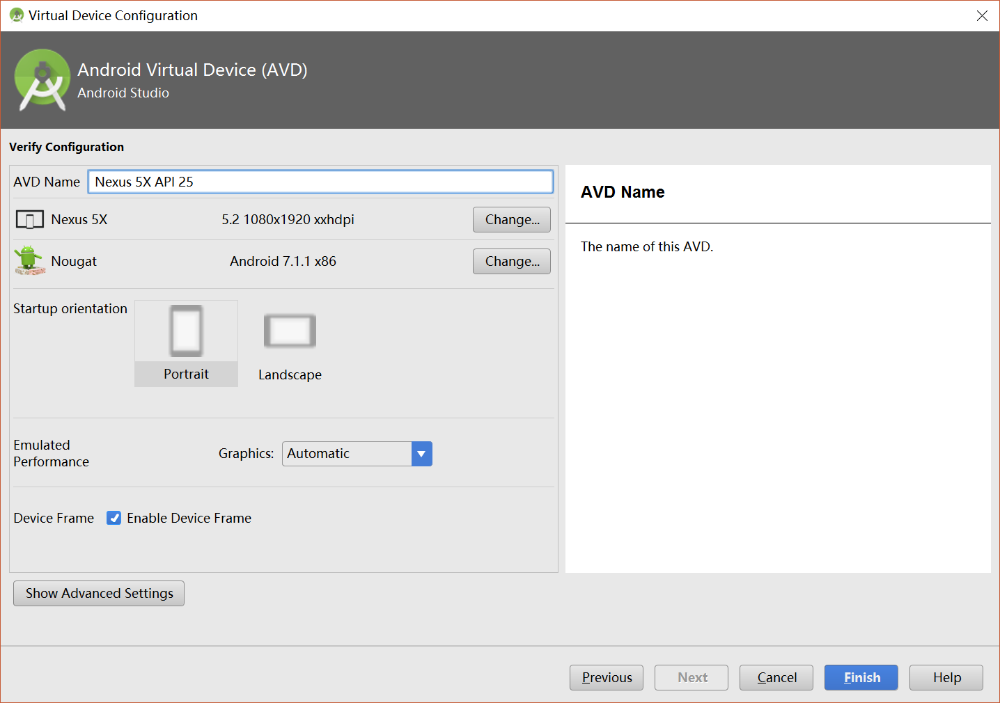 Virtual Device Configuration
Android Virtual Device (AVD)
Android Studio
Verify Configuration
AVD Name Nexus 5X API 25
Nexus 5X 5.2 1080x1920 xxhdpi Change...
Nougat Android 7.1.1 x86 Change...
Startup orientation
Portrait Landscape
Emulated
Performance
Graphics: Automatic
Device Frame Enable Device Frame
Show Advanced Settings
AVD Name
The name of this AVD.
Previous Next Cancel Finish Help